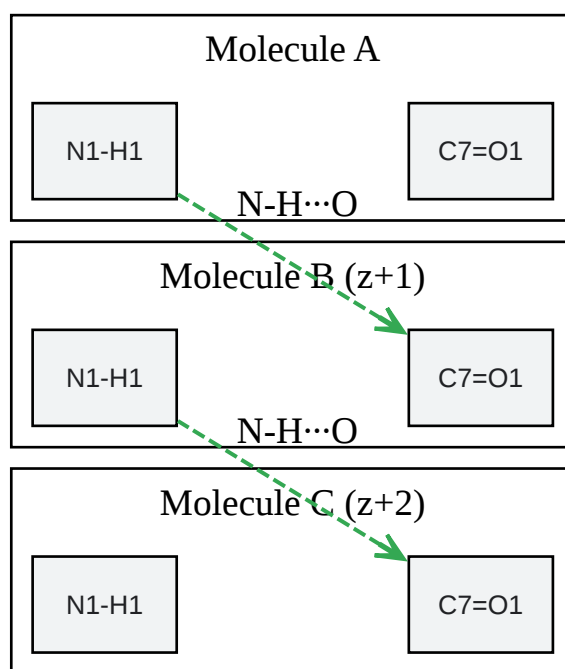 Molecule A
N1-H1 C7=O1
N-H···O
Molecule B (z+1)
N1-H1 C7=O1
N-H···O
Molecule C (z+2)
N1-H1 C7=O1